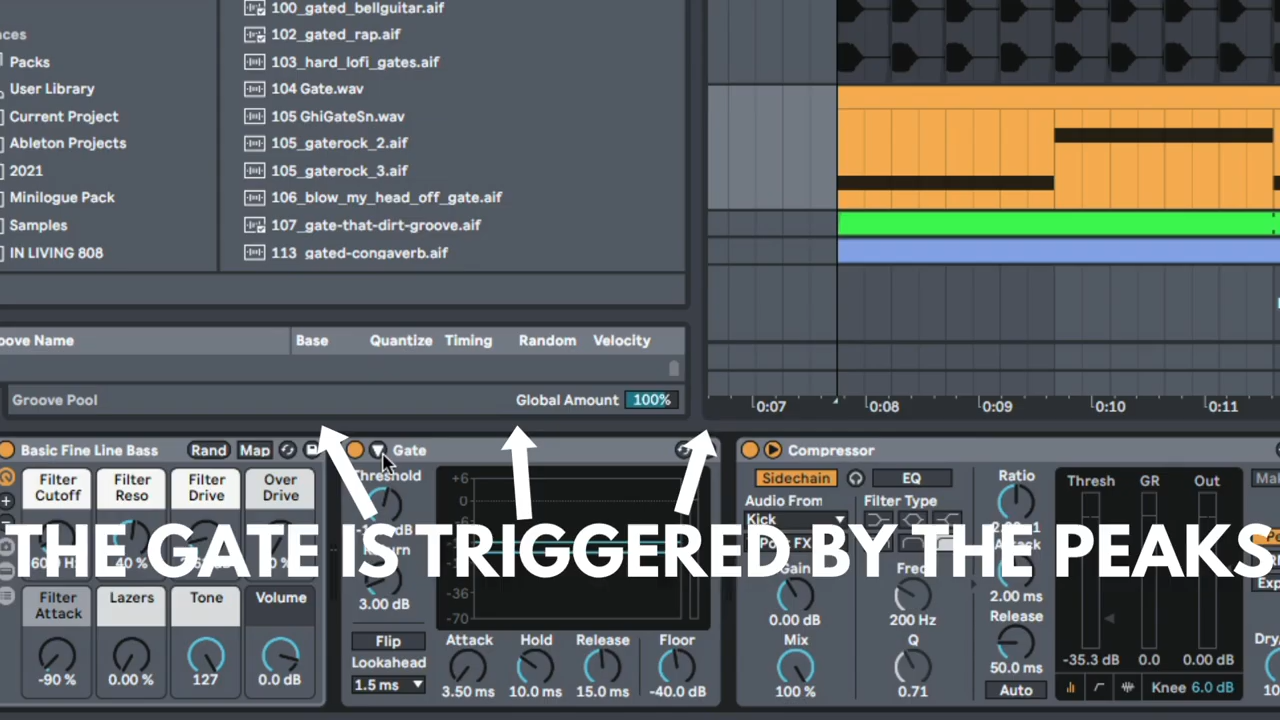 100_gated_bellguitar.aif
102_gated_rap.aif
103_hard_lofi_gates.aif
104 Gate.wav
105 GhiGateSn.wav
105_gaterock_2.aif
105_gaterock_3.aif
106_blow_my_head_off_gate.aif
107_gate-that-dirt-groove.aif
113_gated-congaverb.aif
Packs
User Library
Current Project
Ableton Projects
2021
Minilogue Pack
Samples
IN LIVING 808
Base Quantize Timing Random Velocity
Groove Pool Global Amount 100%
0:07 0:08 0:09 0:10 0:11
Basic Fine Line Bass Rand Map
Filter Cutoff
Filter Reso
Filter Drive
Over Drive
Filter Attack
Lazers
Tone
Volume
-90 % 0.00 % 127 0.0 dB
Gate
Threshold
3.00 dB
Flip
Lookahead
1.5 ms
+6
0
-36
-70
Attack Hold Release Floor
3.50 ms 10.0 ms 15.0 ms -40.0 dB
Compressor
Sidechain EQ
Audio From
Kick
Filter Type
Gain
0.00 dB
Mix
100 %
200 Hz
Q
0.71
Ratio
2.00 ms
Release
50.0 ms
Auto
Thresh GR Out
-35.3 dB 0.0 0.00 dB
Knee 6.0 dB
THE GATE IS TRIGGERED BY THE PEAKS